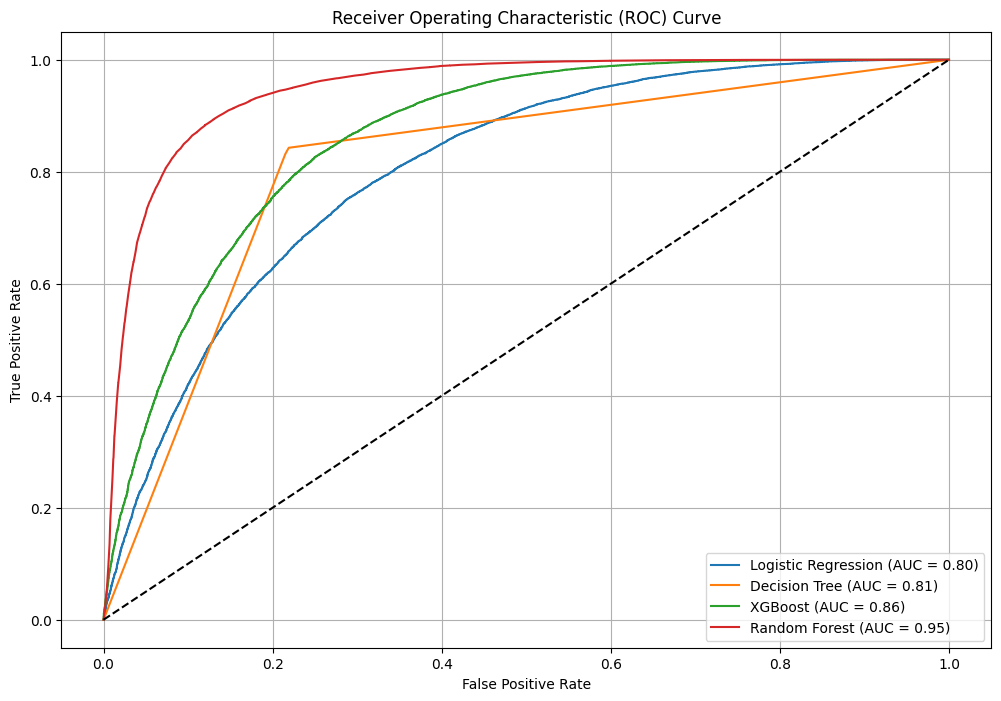 Receiver Operating Characteristic (ROC) Curve
1.0
0.8
0.6
0.4
0.2
0.0
True Positive Rate
0.0 0.2 0.4 0.6 0.8 1.0
False Positive Rate
Logistic Regression (AUC = 0.80)
Decision Tree (AUC = 0.81)
XGBoost (AUC = 0.86)
Random Forest (AUC = 0.95)